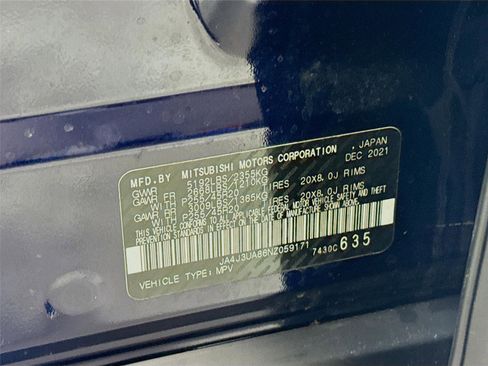 MFD.BY MITSUBISHI MOTORS CORPORATION, JAPAN
GVWR 5192LBS/2355KG DEC 2021
GAWR FR 2668LBS/1210KG
WITH P255/45R20 TIRES 20X8.0J RIMS
GAWR RR 3009LBS/1365KG
WITH P255/45R20 TIRES 20X8.0J RIMS
THIS VEHICLE CONFORMS TO ALL APPLICABLE FEDERAL MOTOR VEHICLE SAFETY AND THEFT
PREVENTION STANDARDS IN EFFECT ON THE DATE OF MANUFACTURE SHOWN ABOVE.
JA4J3UA86NZ059171 7430C 635
VEHICLE TYPE: MPV